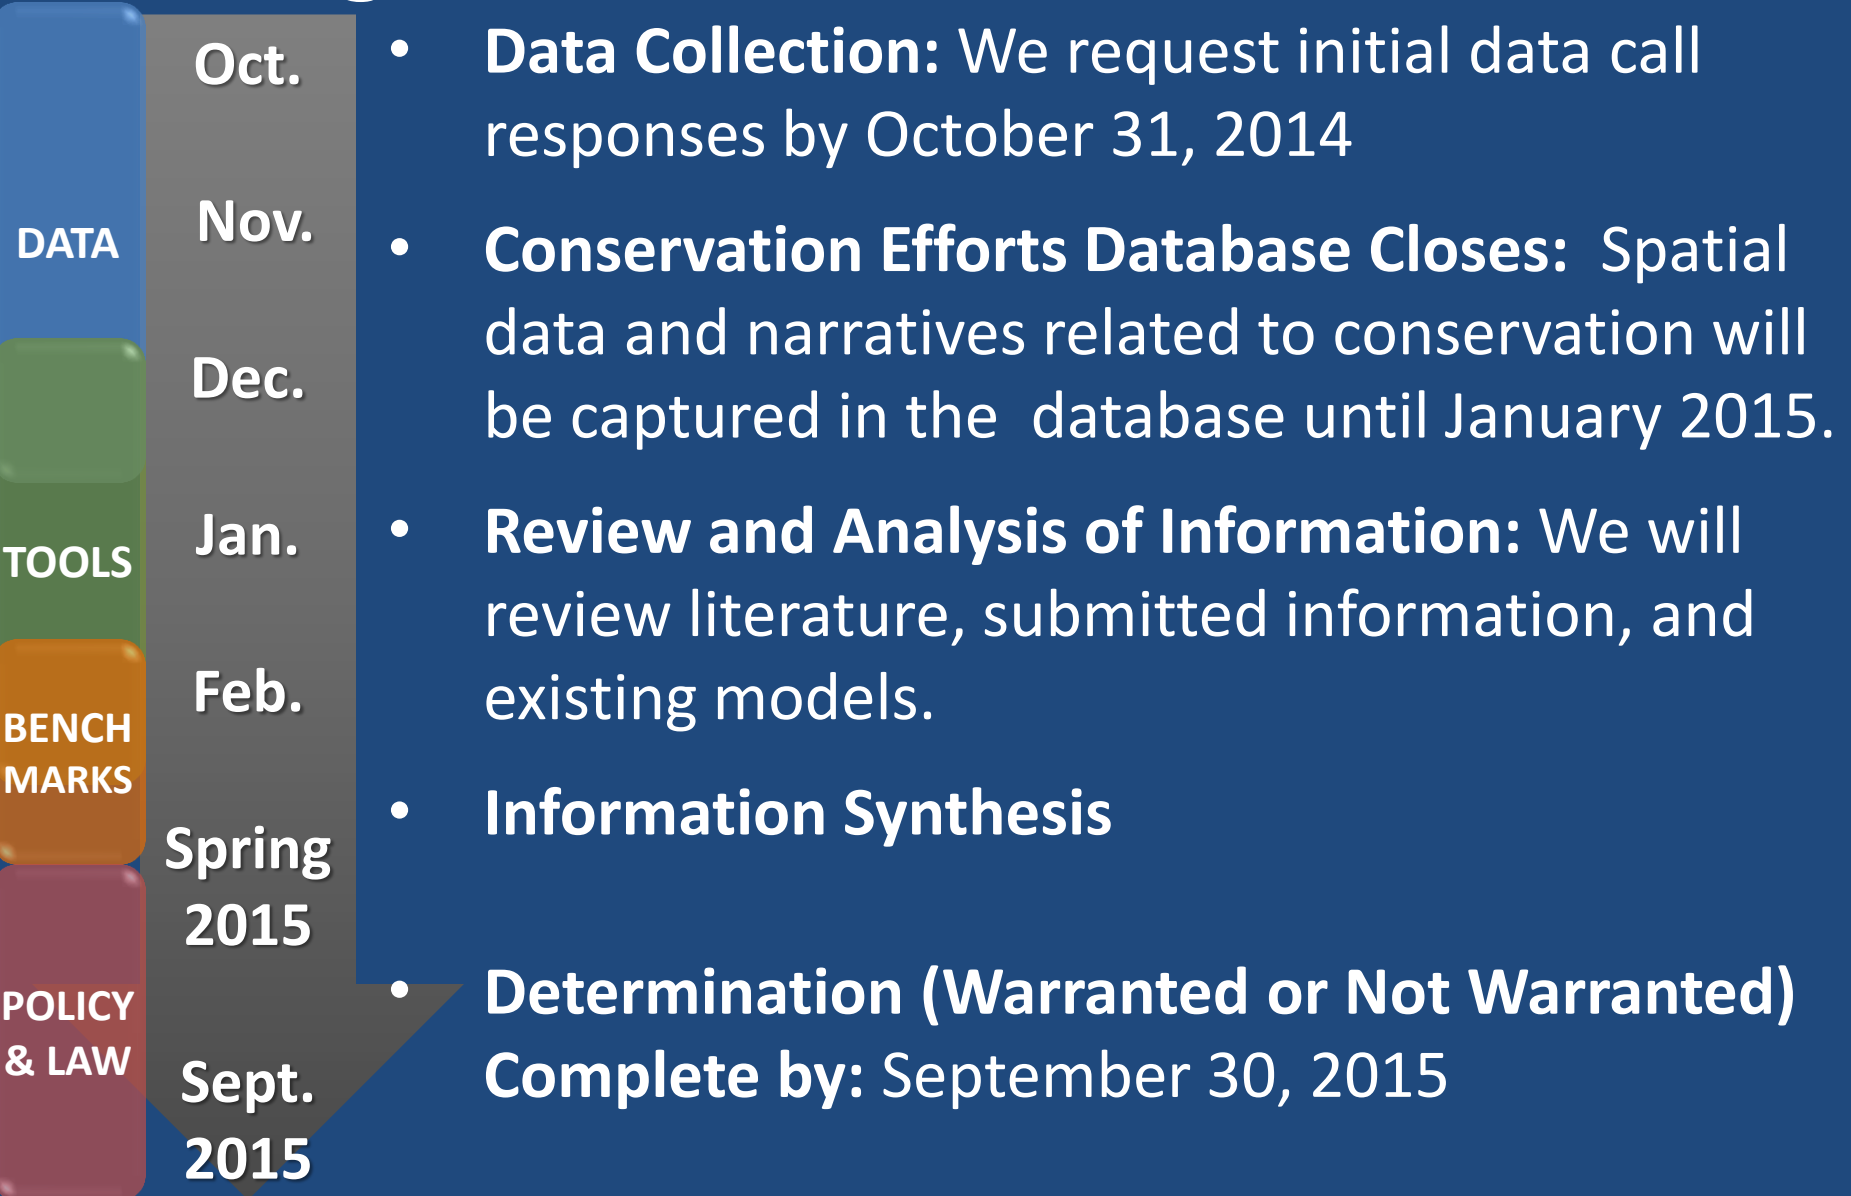 DATA
TOOLS
BENCH
MARKS
POLICY
& LAW
Oct.
Nov.
Dec.
Jan.
Feb.
Spring
2015
Sept.
2015
• Data Collection: We request initial data call
responses by October 31, 2014
• Conservation Efforts Database Closes:  Spatial
data and narratives related to conservation will
be captured in the  database until January 2015.
• Review and Analysis of Information: We will
review literature, submitted information, and
existing models.
• Information Synthesis
• Determination (Warranted or Not Warranted)
Complete by: September 30, 2015